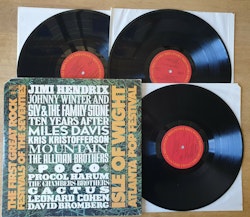 THE FIRST GREAT ROCK
FESTIVALS OF THE SEVENTIES
JIMI HENDRIX
JOHNNY WINTER AND
SLY & THE FAMILY STONE
TEN YEARS AFTER
MILES DAVIS
KRIS KRISTOFFERSON
MOUNTAIN
THE ALLMAN BROTHERS
POCO
PROCOL HARUM
THE CHAMBERS BROTHERS
CACTUS
LEONARD COHEN
DAVID BROMBERG
ISLE OF WIGHT
ATLANTA POP FESTIVAL